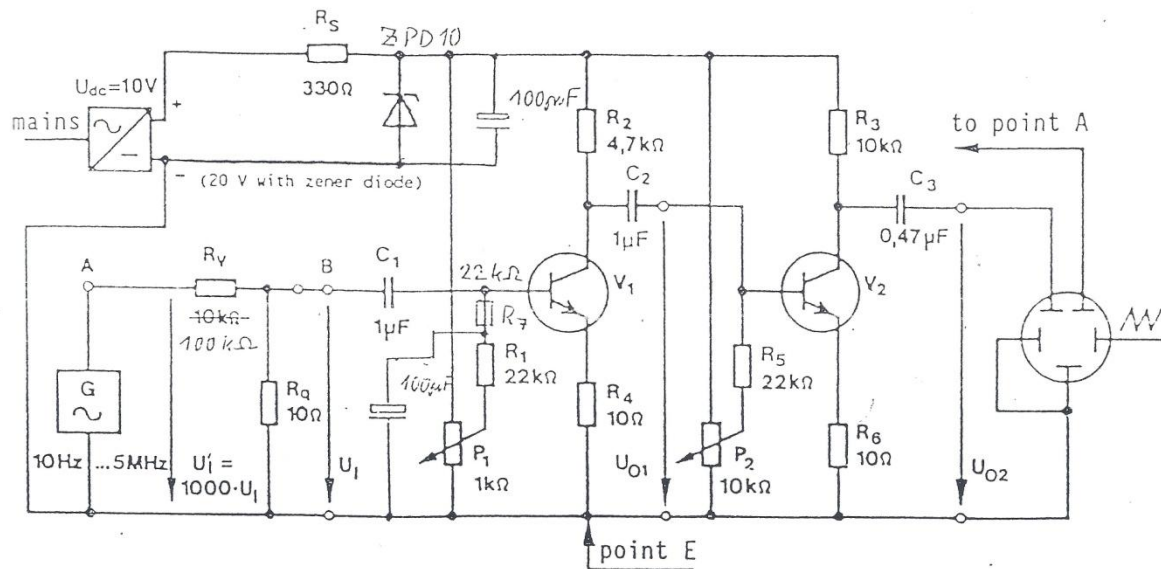 R_S
ZPD10
U_dc=10V
330Ω
100µF
mains
+
−
(20 V with zener diode)
R_2
4,7kΩ
R_3
10kΩ
to point A
C_2
1µF
C_3
0,47µF
A
R_V
10kΩ
100kΩ
B
C_1
1µF
22kΩ
R_7
V_1
V_2
G
R_q
10Ω
100µF
R_1
22kΩ
R_4
10Ω
R_5
22kΩ
R_6
10Ω
10Hz ...5MHz
U_I' =
1000·U_I
U_I
P_1
1kΩ
U_O1
P_2
10kΩ
U_O2
point E